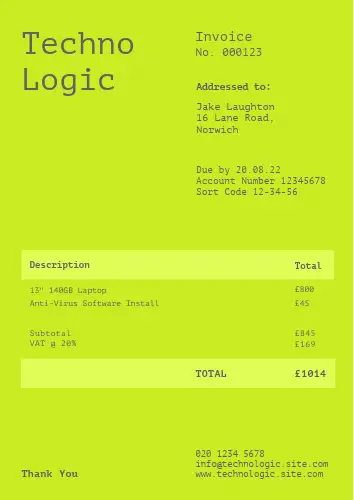 Techno
Logic
Invoice
No. 000123
Addressed to:
Jake Laughton
16 Lane Road,
Norwich
Due by 20.08.22
Account Number 12345678
Sort Code 12-34-56
Description Total
13" 140GB Laptop £800
Anti-Virus Software Install £45
Subtotal £845
VAT @ 20% £169
TOTAL £1014
020 1234 5678
info@technologic.site.com
www.technologic.site.com
Thank You